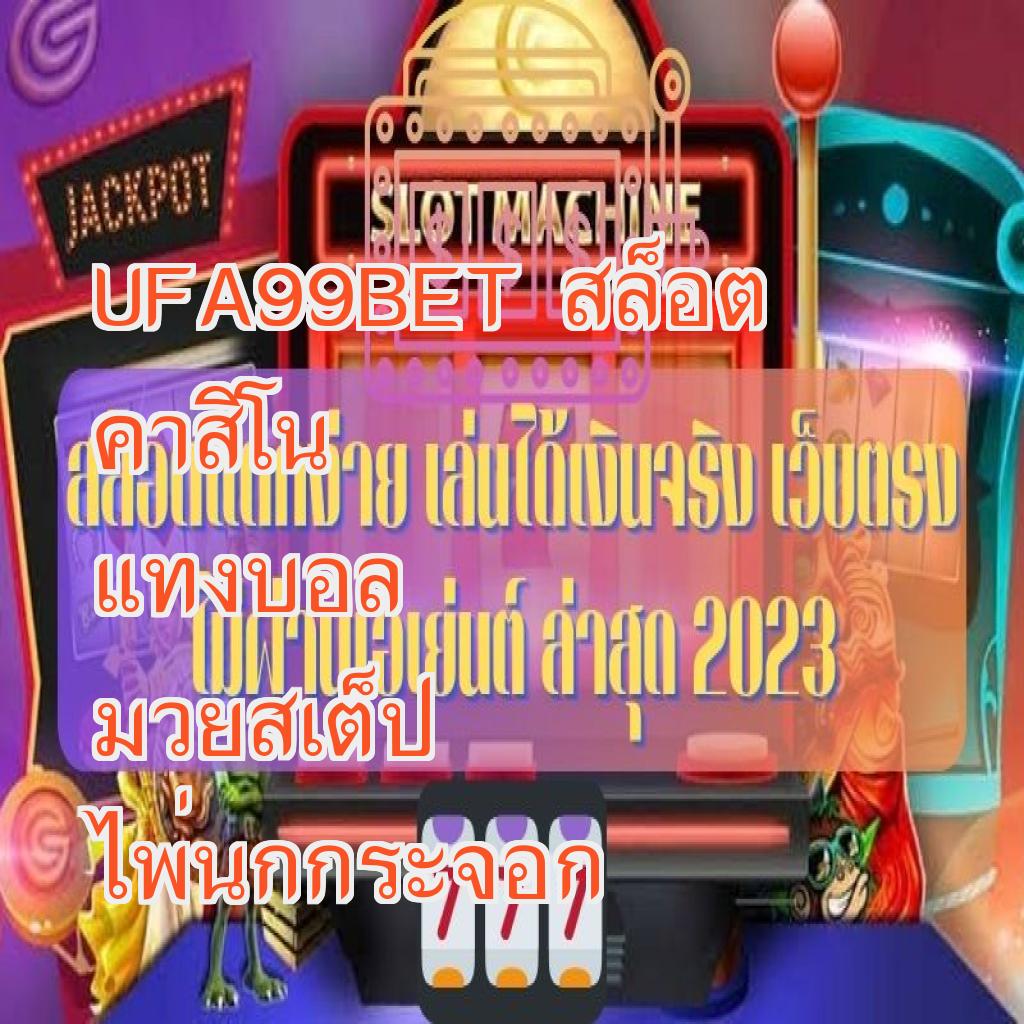 JACKPOT
SLOT MACHINE
UFA99BET สล็อต
คาสิโน
เล่นได้เงินจริง เว็บตรง
แทงบอล
ล่าสุด 2023
มวยสเต็ป
ไพ่นกกระจอก
777